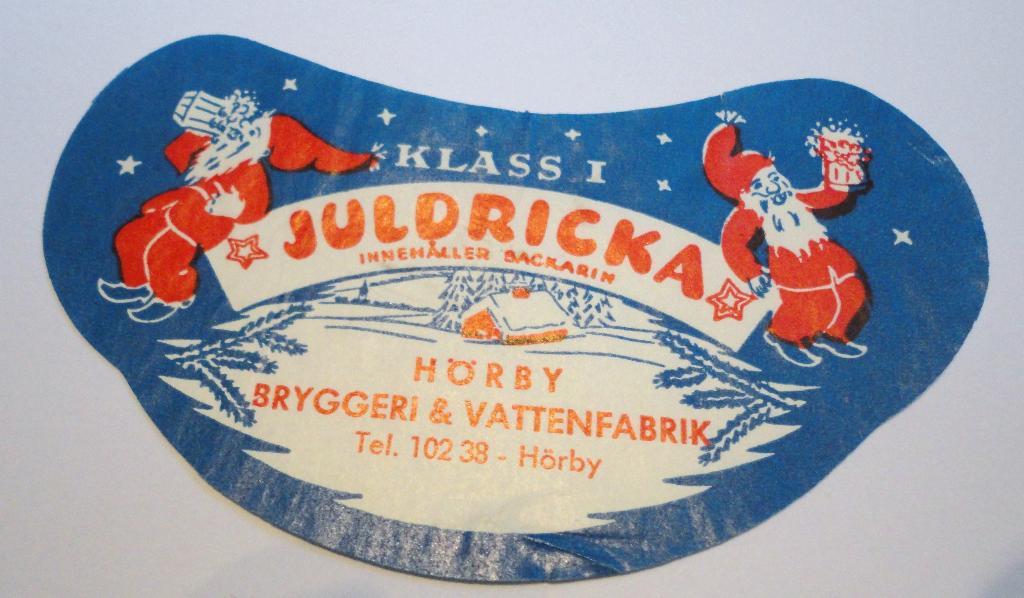 KLASS I
JULDRICKA
INNEHÅLLER SACKARIN
HÖRBY
BRYGGERI & VATTENFABRIK
Tel. 102 38 - Hörby